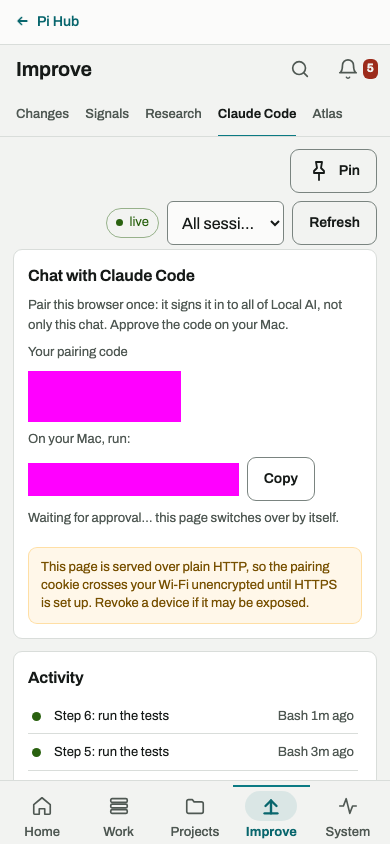 Pi Hub
Improve
5
Changes Signals Research Claude Code Atlas
Pin
live
All sessi...
Refresh
Chat with Claude Code
Pair this browser once: it signs it in to all of Local AI, not
only this chat. Approve the code on your Mac.
Your pairing code
On your Mac, run:
Copy
Waiting for approval... this page switches over by itself.
This page is served over plain HTTP, so the pairing
cookie crosses your Wi-Fi unencrypted until HTTPS
is set up. Revoke a device if it may be exposed.
Activity
Step 6: run the tests Bash 1m ago
Step 5: run the tests Bash 3m ago
Home Work Projects Improve System